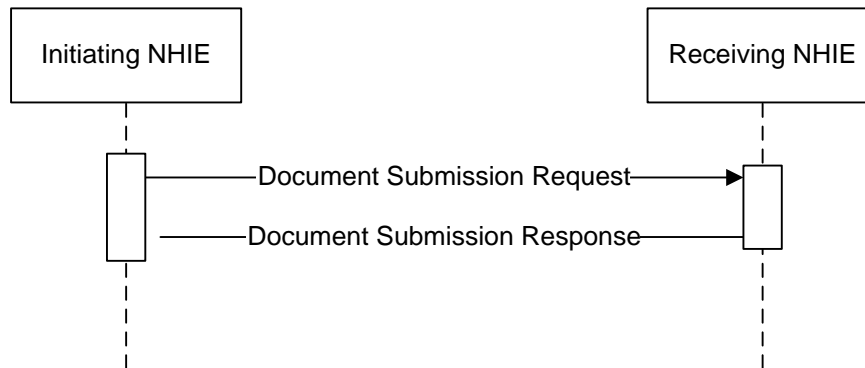 Initiating NHIE
Receiving NHIE
Document Submission Request
Document Submission Response